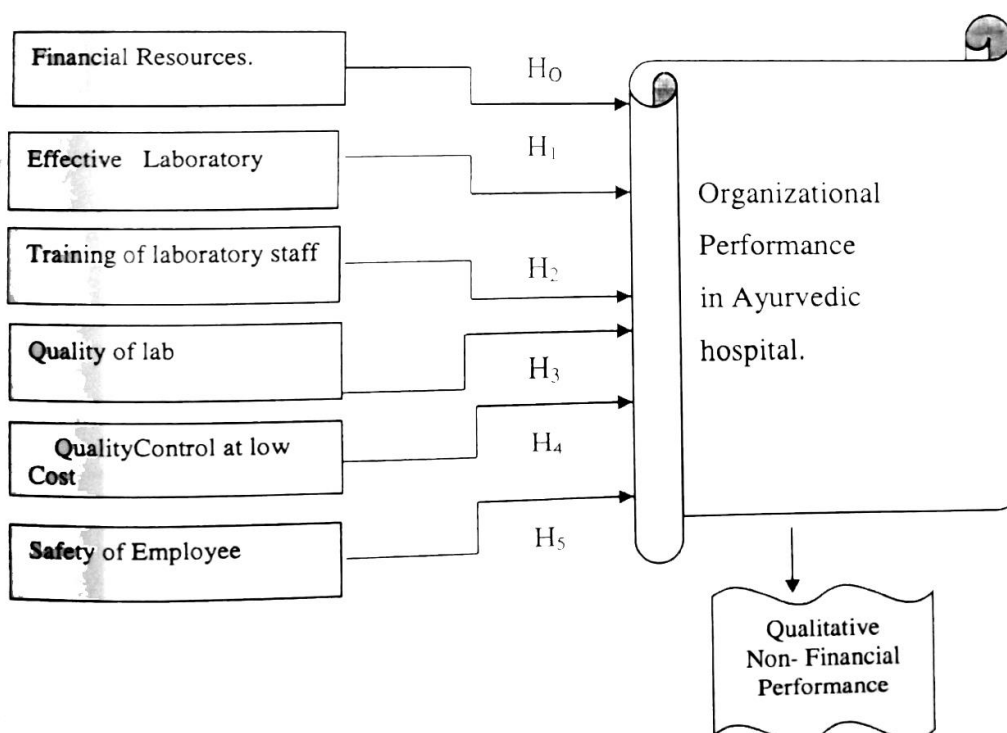 Financial Resources.
H₀
Effective Laboratory
H₁
Training of laboratory staff
H₂
Quality of lab
H₃
QualityControl at low
Cost
H₄
Safety of Employee
H₅
Organizational
Performance
in Ayurvedic
hospital.
Qualitative
Non- Financial
Performance